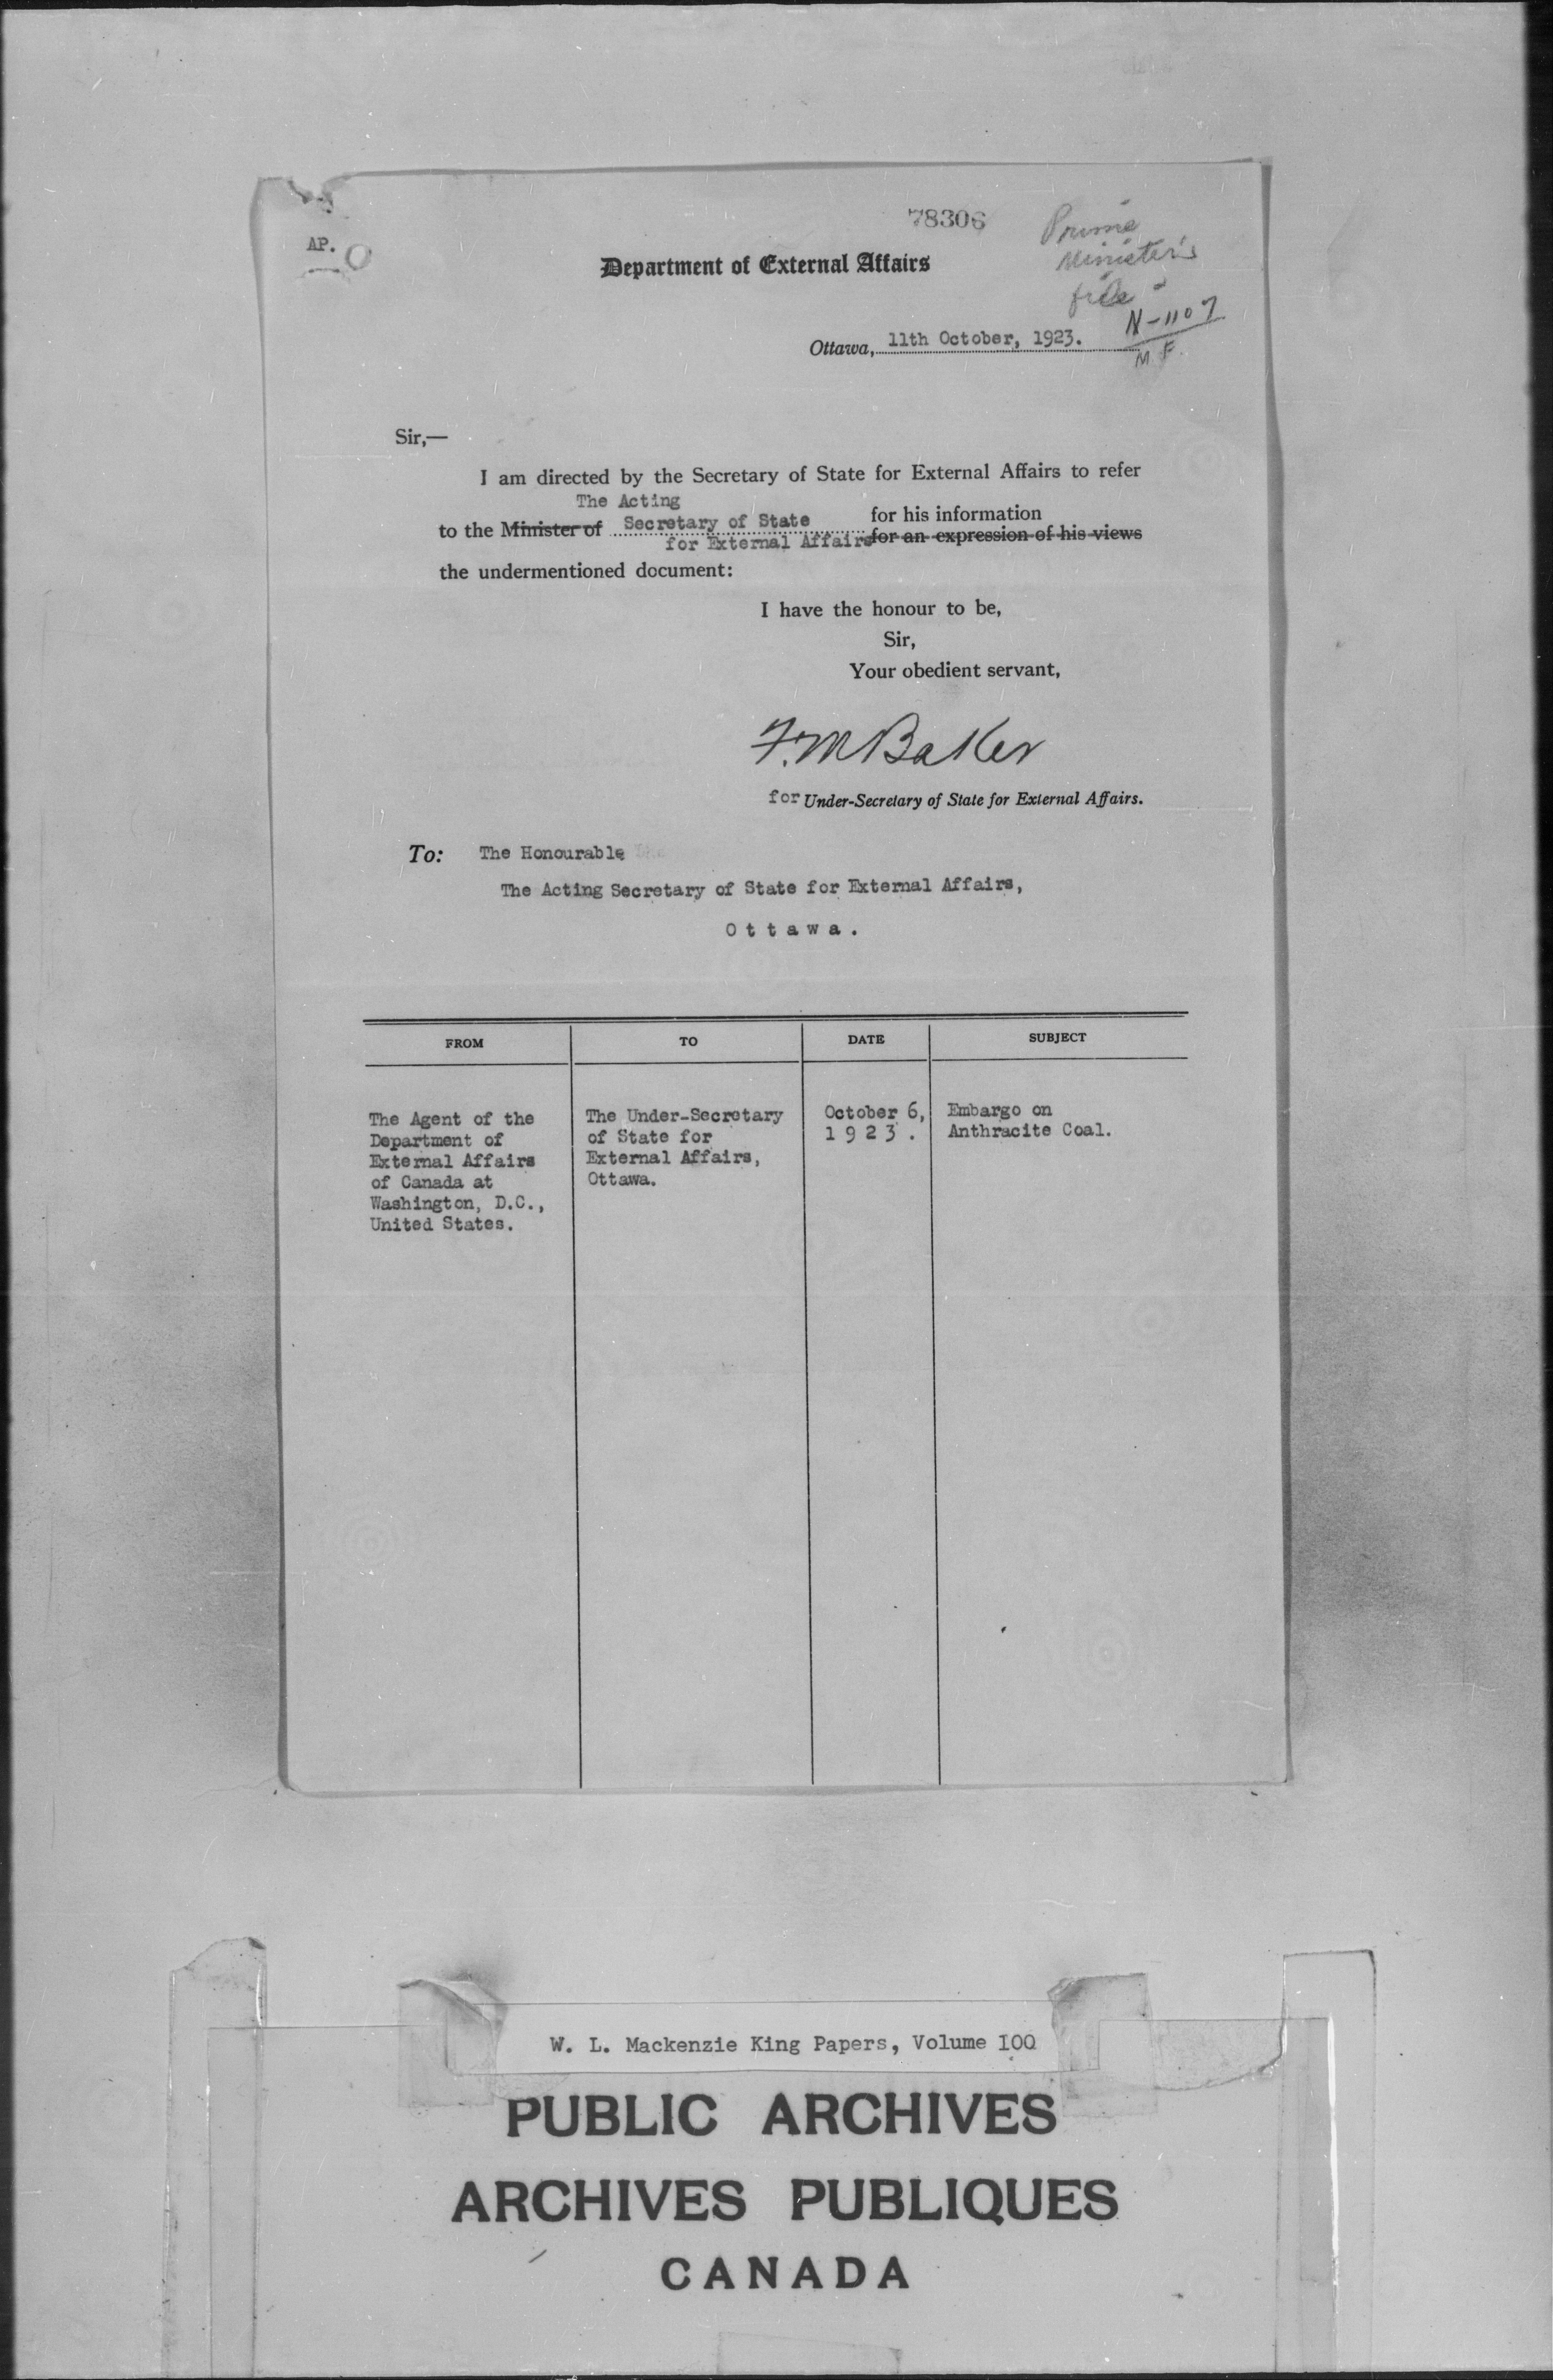 78306
AP.
Prime
Minister's
file
N-1107
M.F.
Department of External Affairs
Ottawa, 11th October, 1923.
Sir,—
I am directed by the Secretary of State for External Affairs to refer
The Acting
to the Minister of Secretary of State for his information
for External Affairs for an expression of his views
the undermentioned document:
I have the honour to be,
Sir,
Your obedient servant,
F.M Baker
for Under-Secretary of State for External Affairs.
To: The Honourable
The Acting Secretary of State for External Affairs,
Ottawa.
FROM TO DATE SUBJECT
The Agent of the The Under-Secretary October 6, Embargo on
Department of of State for 1923. Anthracite Coal.
External Affairs External Affairs,
of Canada at Ottawa.
Washington, D.C.,
United States.
W. L. Mackenzie King Papers, Volume 100
PUBLIC ARCHIVES
ARCHIVES PUBLIQUES
CANADA